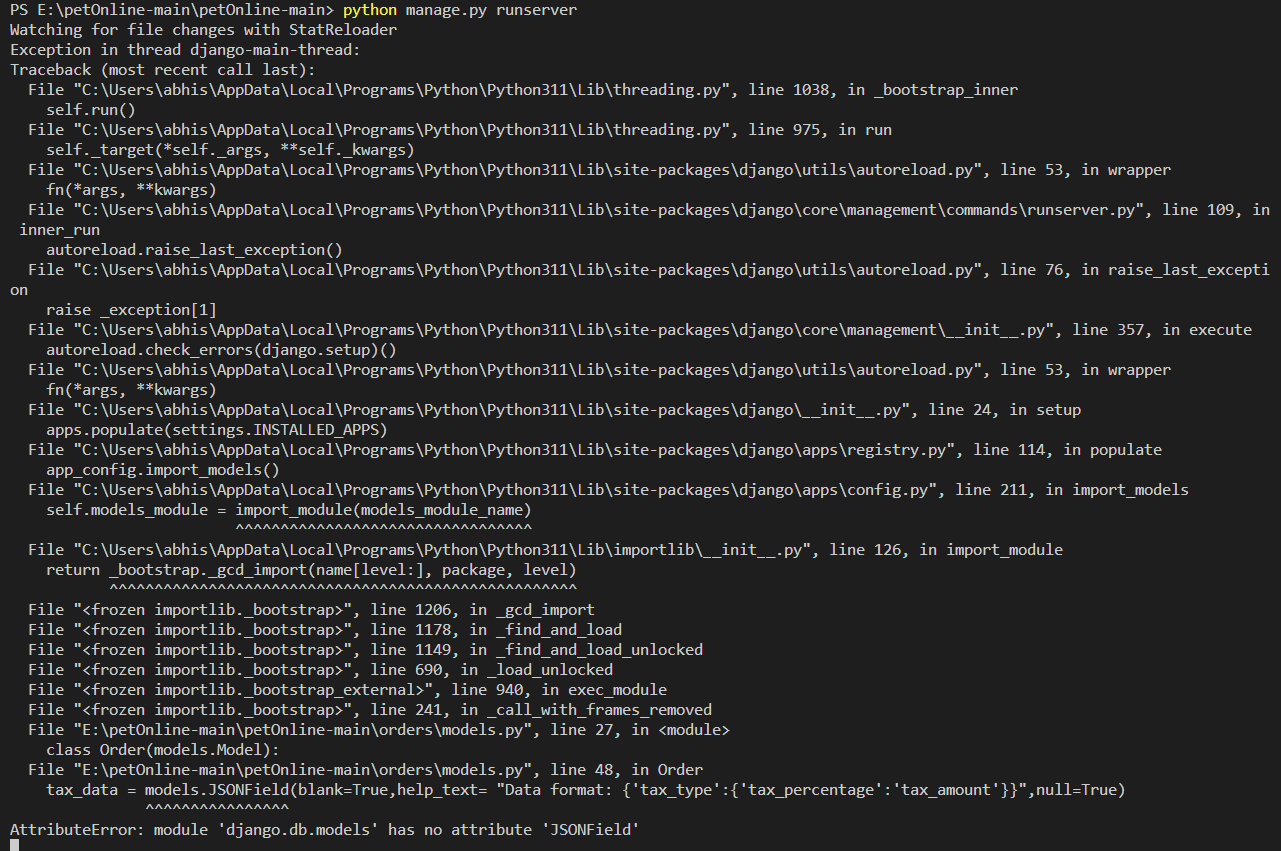 PS E:\petOnline-main\petOnline-main> python manage.py runserver
Watching for file changes with StatReloader
Exception in thread django-main-thread:
Traceback (most recent call last):
  File "C:\Users\abhis\AppData\Local\Programs\Python\Python311\Lib\threading.py", line 1038, in _bootstrap_inner
    self.run()
  File "C:\Users\abhis\AppData\Local\Programs\Python\Python311\Lib\threading.py", line 975, in run
    self._target(*self._args, **self._kwargs)
  File "C:\Users\abhis\AppData\Local\Programs\Python\Python311\Lib\site-packages\django\utils\autoreload.py", line 53, in wrapper
    fn(*args, **kwargs)
  File "C:\Users\abhis\AppData\Local\Programs\Python\Python311\Lib\site-packages\django\core\management\commands\runserver.py", line 109, in
 inner_run
    autoreload.raise_last_exception()
  File "C:\Users\abhis\AppData\Local\Programs\Python\Python311\Lib\site-packages\django\utils\autoreload.py", line 76, in raise_last_excepti
on
    raise _exception[1]
  File "C:\Users\abhis\AppData\Local\Programs\Python\Python311\Lib\site-packages\django\core\management\__init__.py", line 357, in execute
    autoreload.check_errors(django.setup)()
  File "C:\Users\abhis\AppData\Local\Programs\Python\Python311\Lib\site-packages\django\utils\autoreload.py", line 53, in wrapper
    fn(*args, **kwargs)
  File "C:\Users\abhis\AppData\Local\Programs\Python\Python311\Lib\site-packages\django\__init__.py", line 24, in setup
    apps.populate(settings.INSTALLED_APPS)
  File "C:\Users\abhis\AppData\Local\Programs\Python\Python311\Lib\site-packages\django\apps\registry.py", line 114, in populate
    app_config.import_models()
  File "C:\Users\abhis\AppData\Local\Programs\Python\Python311\Lib\site-packages\django\apps\config.py", line 211, in import_models
    self.models_module = import_module(models_module_name)
                         ^^^^^^^^^^^^^^^^^^^^^^^^^^^^^^^^^
  File "C:\Users\abhis\AppData\Local\Programs\Python\Python311\Lib\importlib\__init__.py", line 126, in import_module
    return _bootstrap._gcd_import(name[level:], package, level)
           ^^^^^^^^^^^^^^^^^^^^^^^^^^^^^^^^^^^^^^^^^^^^^^^^^^^^
  File "<frozen importlib._bootstrap>", line 1206, in _gcd_import
  File "<frozen importlib._bootstrap>", line 1178, in _find_and_load
  File "<frozen importlib._bootstrap>", line 1149, in _find_and_load_unlocked
  File "<frozen importlib._bootstrap>", line 690, in _load_unlocked
  File "<frozen importlib._bootstrap_external>", line 940, in exec_module
  File "<frozen importlib._bootstrap>", line 241, in _call_with_frames_removed
  File "E:\petOnline-main\petOnline-main\orders\models.py", line 27, in <module>
    class Order(models.Model):
  File "E:\petOnline-main\petOnline-main\orders\models.py", line 48, in Order
    tax_data = models.JSONField(blank=True,help_text= "Data format: {'tax_type':{'tax_percentage':'tax_amount'}}",null=True)
               ^^^^^^^^^^^^^^^^
AttributeError: module 'django.db.models' has no attribute 'JSONField'